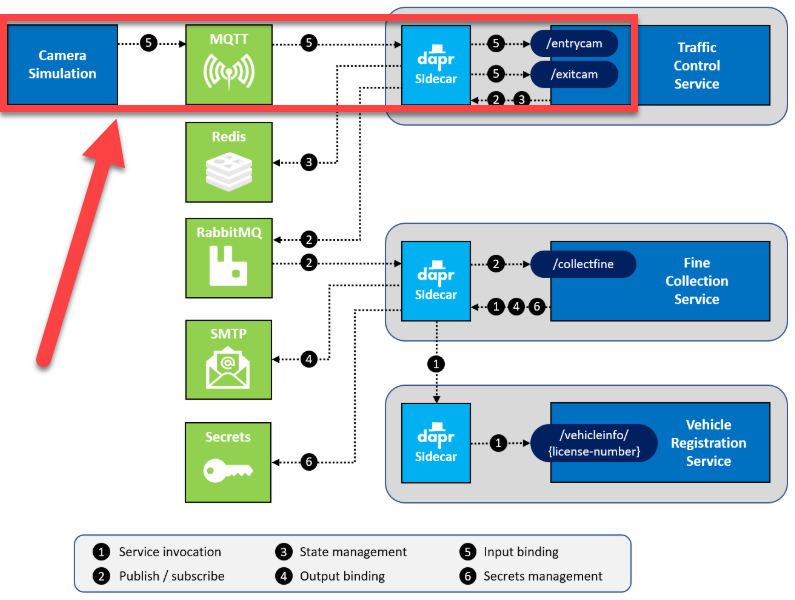 Camera
Simulation
5
MQTT
5
dapr
Sidecar
5
/entrycam
5
/exitcam
2
3
Traffic
Control
Service
Redis
3
RabbitMQ
2
2
dapr
Sidecar
2
/collectfine
1
4
6
Fine
Collection
Service
SMTP
@
4
1
Secrets
6
dapr
Sidecar
1
/vehicleinfo/
{license-number}
Vehicle
Registration
Service
1 Service invocation
3 State management
5 Input binding
2 Publish / subscribe
4 Output binding
6 Secrets management